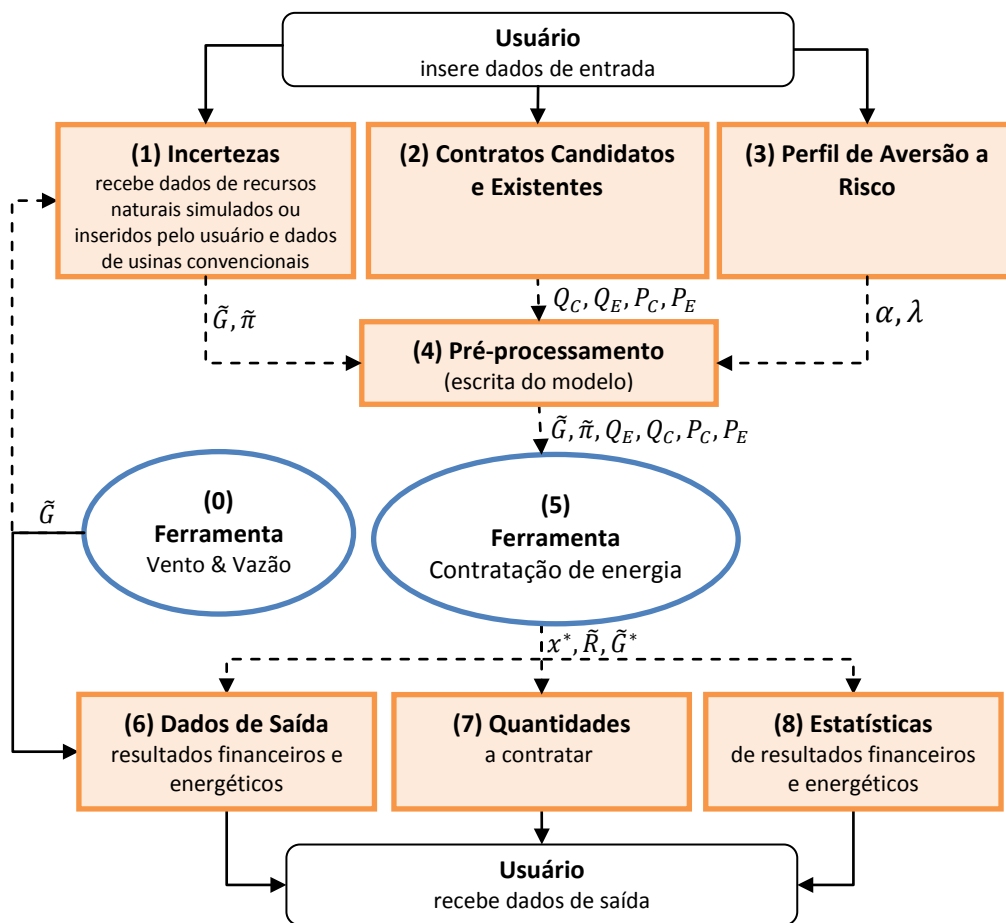 Usuário
insere dados de entrada
(1) Incertezas
recebe dados de recursos
naturais simulados ou
inseridos pelo usuário e dados
de usinas convencionais
(2) Contratos Candidatos
e Existentes
(3) Perfil de Aversão a
Risco
G̃, π̃
Q_C, Q_E, P_C, P_E
α, λ
(4) Pré-processamento
(escrita do modelo)
G̃, π̃, Q_E, Q_C, P_C, P_E
G̃
(0)
Ferramenta
Vento & Vazão
(5)
Ferramenta
Contratação de energia
x*, R̃, G̃*
(6) Dados de Saída
resultados financeiros e
energéticos
(7) Quantidades
a contratar
(8) Estatísticas
de resultados financeiros
e energéticos
Usuário
recebe dados de saída